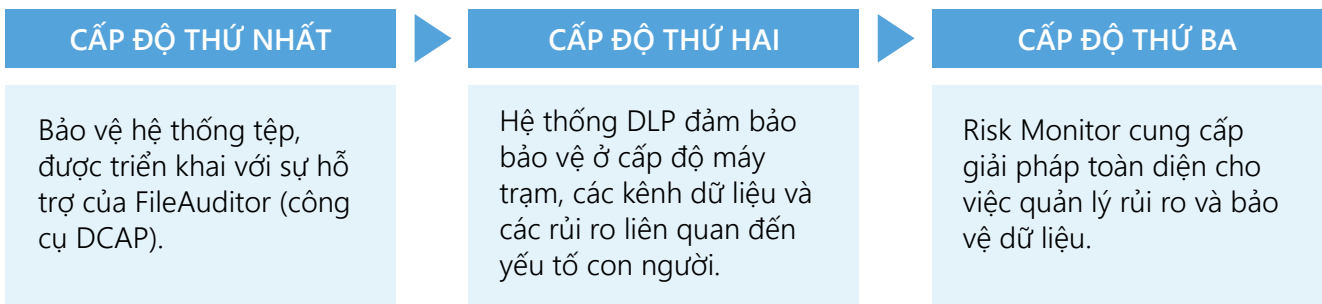 CẤP ĐỘ THỨ NHẤT
Bảo vệ hệ thống tệp,
được triển khai với sự hỗ
trợ của FileAuditor (công
cụ DCAP).
CẤP ĐỘ THỨ HAI
Hệ thống DLP đảm bảo
bảo vệ ở cấp độ máy
trạm, các kênh dữ liệu và
các rủi ro liên quan đến
yếu tố con người.
CẤP ĐỘ THỨ BA
Risk Monitor cung cấp
giải pháp toàn diện cho
việc quản lý rủi ro và bảo
vệ dữ liệu.